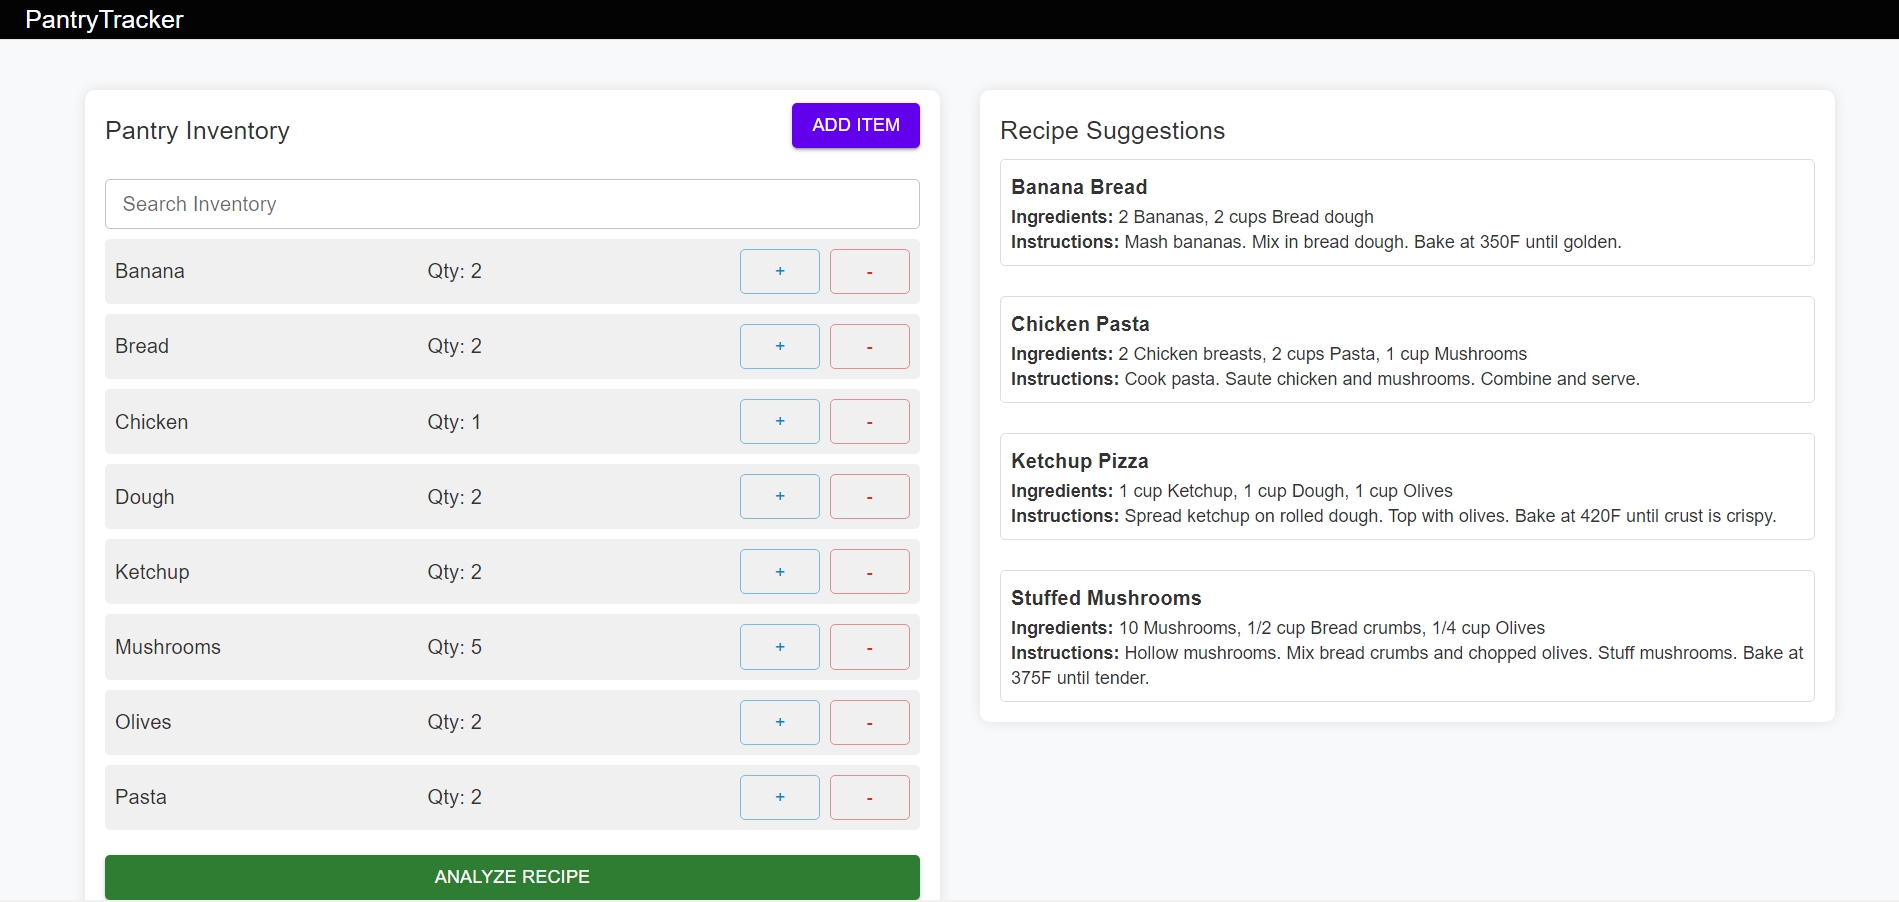 PantryTracker
Pantry Inventory
ADD ITEM
Search Inventory
Banana Qty: 2 + -
Bread Qty: 2 + -
Chicken Qty: 1 + -
Dough Qty: 2 + -
Ketchup Qty: 2 + -
Mushrooms Qty: 5 + -
Olives Qty: 2 + -
Pasta Qty: 2 + -
ANALYZE RECIPE
Recipe Suggestions
Banana Bread
Ingredients: 2 Bananas, 2 cups Bread dough
Instructions: Mash bananas. Mix in bread dough. Bake at 350F until golden.
Chicken Pasta
Ingredients: 2 Chicken breasts, 2 cups Pasta, 1 cup Mushrooms
Instructions: Cook pasta. Saute chicken and mushrooms. Combine and serve.
Ketchup Pizza
Ingredients: 1 cup Ketchup, 1 cup Dough, 1 cup Olives
Instructions: Spread ketchup on rolled dough. Top with olives. Bake at 420F until crust is crispy.
Stuffed Mushrooms
Ingredients: 10 Mushrooms, 1/2 cup Bread crumbs, 1/4 cup Olives
Instructions: Hollow mushrooms. Mix bread crumbs and chopped olives. Stuff mushrooms. Bake at
375F until tender.